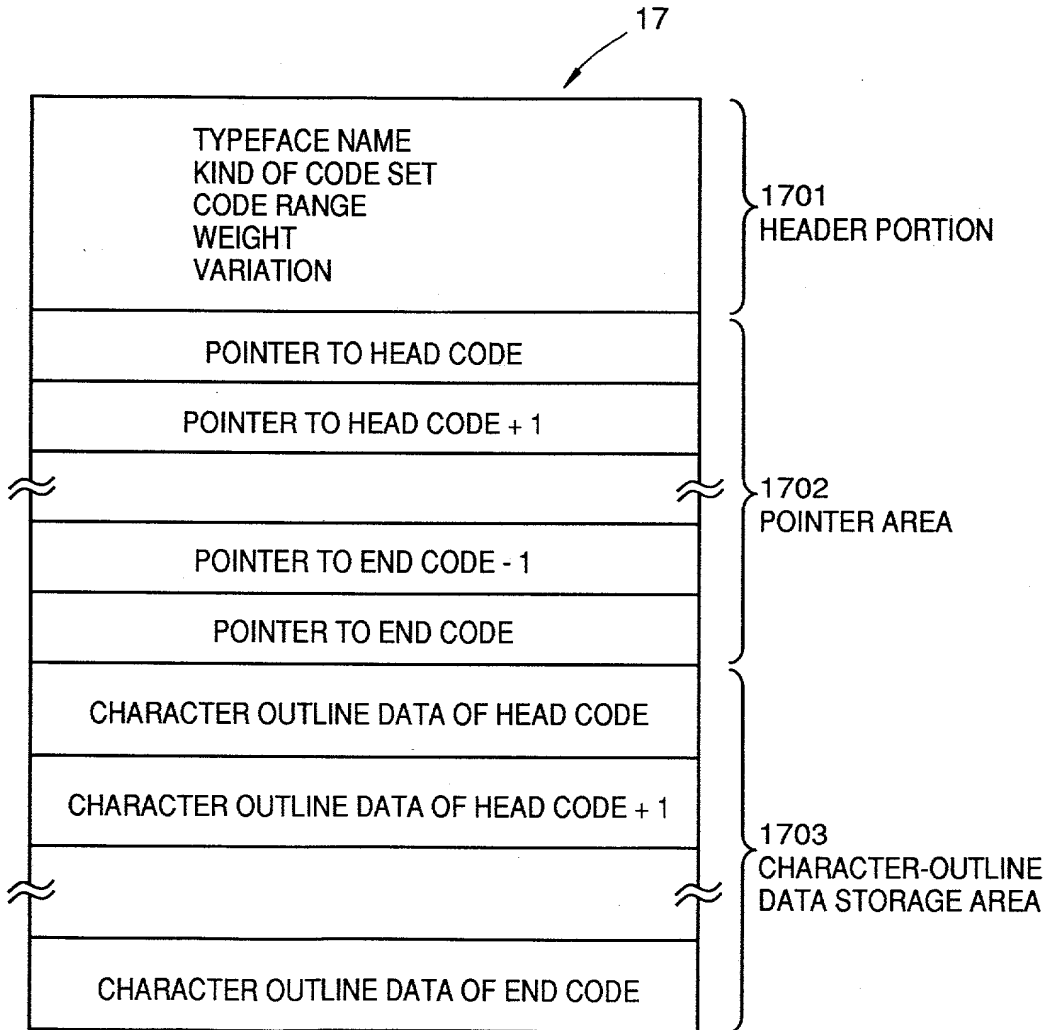 17
TYPEFACE NAME
KIND OF CODE SET
CODE RANGE
WEIGHT
VARIATION
1701
HEADER PORTION
POINTER TO HEAD CODE
POINTER TO HEAD CODE + 1
1702
POINTER AREA
POINTER TO END CODE - 1
POINTER TO END CODE
CHARACTER OUTLINE DATA OF HEAD CODE
CHARACTER OUTLINE DATA OF HEAD CODE + 1
1703
CHARACTER-OUTLINE
DATA STORAGE AREA
CHARACTER OUTLINE DATA OF END CODE